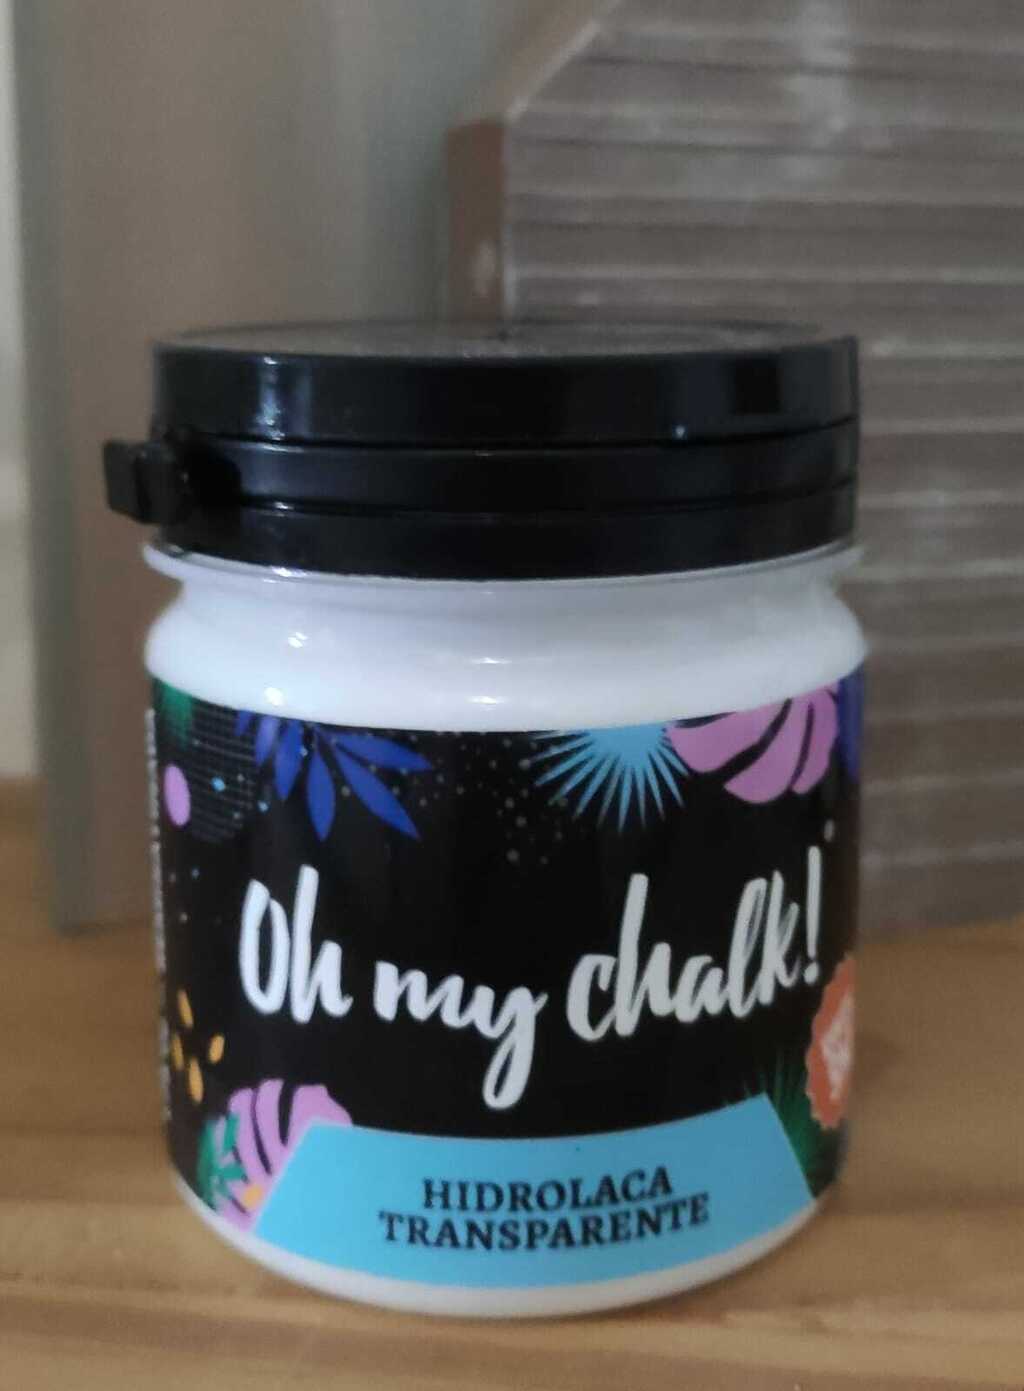 Oh my chalk!
HIDROLACA
TRANSPARENTE